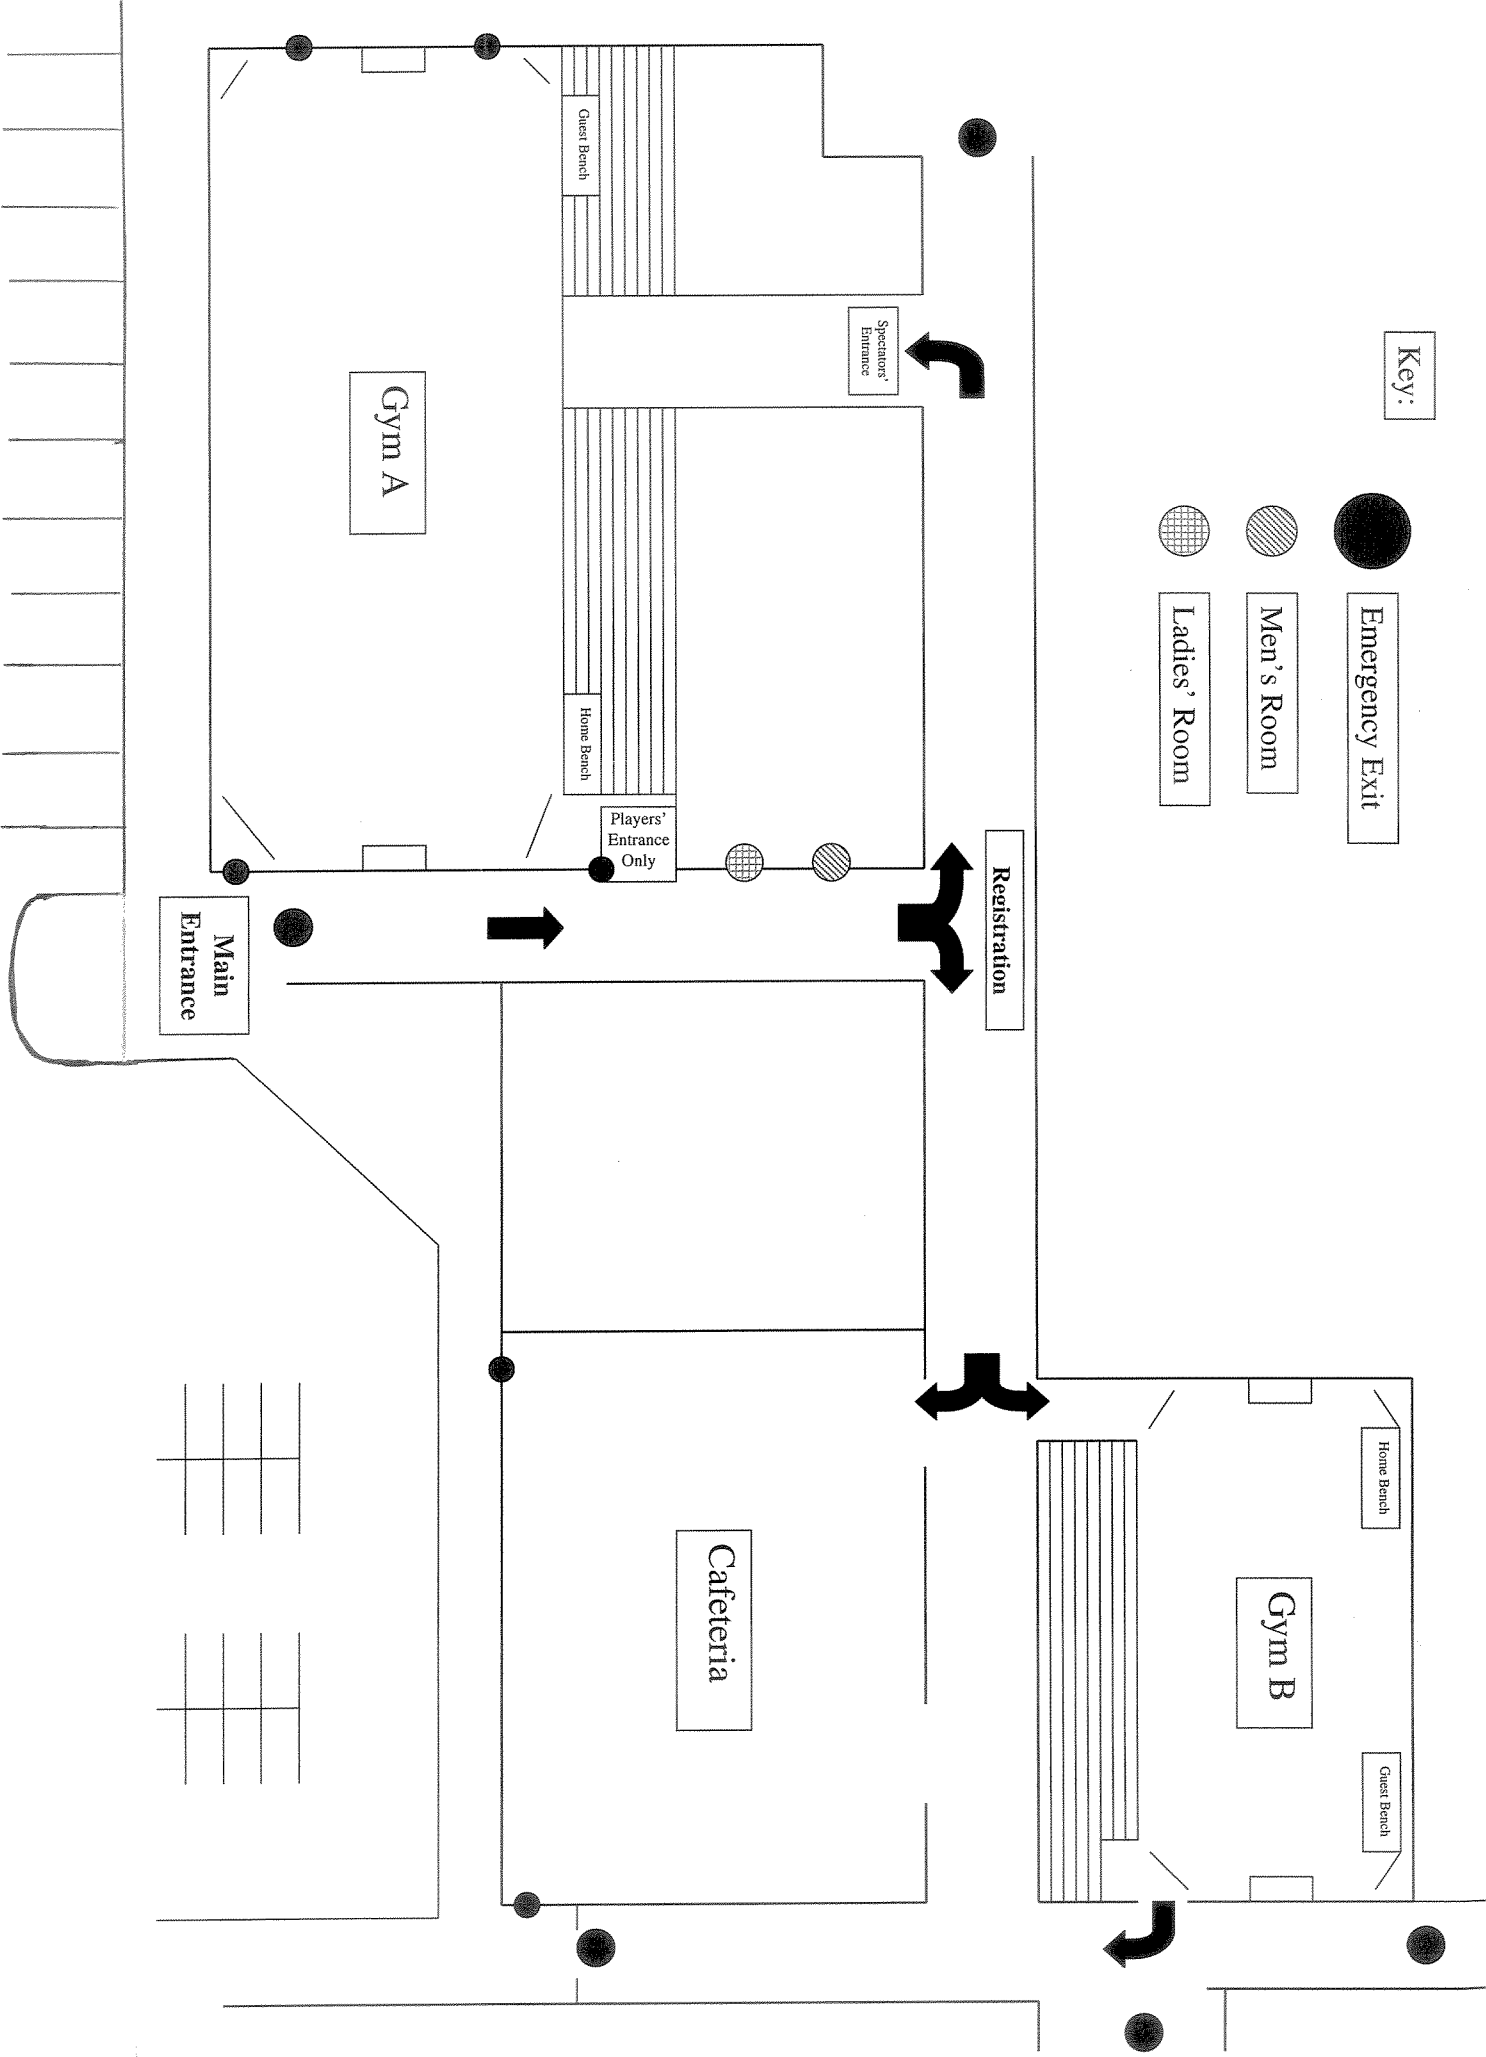 Key:
Emergency Exit
Men's Room
Ladies' Room
Registration
Spectators'
Entrance
Players'
Entrance
Only
Guest Bench
Home Bench
Gym A
Main
Entrance
Home Bench
Guest Bench
Gym B
Cafeteria